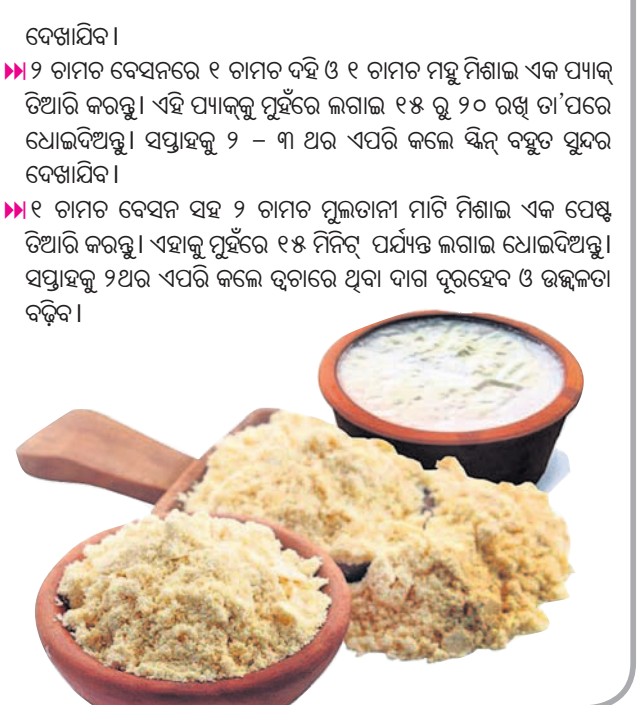 ଦେଖାଯିବ।
୨ ଚାମଚ ବେସନରେ ୧ ଚାମଚ ଦହି ଓ ୧ ଚାମଚ ମହୁ ମିଶାଇ ଏକ ପ୍ୟାକ୍
ତିଆରି କରନ୍ତୁ। ଏହି ପ୍ୟାକ୍‌କୁ ମୁହଁରେ ଲଗାଇ ୧୫ ରୁ ୨୦ ରଖି ତା'ପରେ
ଧୋଇଦିଅନ୍ତୁ। ସପ୍ତାହକୁ ୨ – ୩ ଥର ଏପରି କଲେ ସ୍କିନ୍ ବହୁତ ସୁନ୍ଦର
ଦେଖାଯିବ।
୧ ଚାମଚ ବେସନ ସହ ୨ ଚାମଚ ମୁଲତାନୀ ମାଟି ମିଶାଇ ଏକ ପେଷ୍ଟ
ତିଆରି କରନ୍ତୁ। ଏହାକୁ ମୁହଁରେ ୧୫ ମିନିଟ୍ ପର୍ଯ୍ୟନ୍ତ ଲଗାଇ ଧୋଇଦିଅନ୍ତୁ।
ସପ୍ତାହକୁ ୨ଥର ଏପରି କଲେ ତ୍ୱଚାରେ ଥିବା ଦାଗ ଦୂରହେବ ଓ ଉଜ୍ଜ୍ୱଳତା
ବଢ଼ିବ।